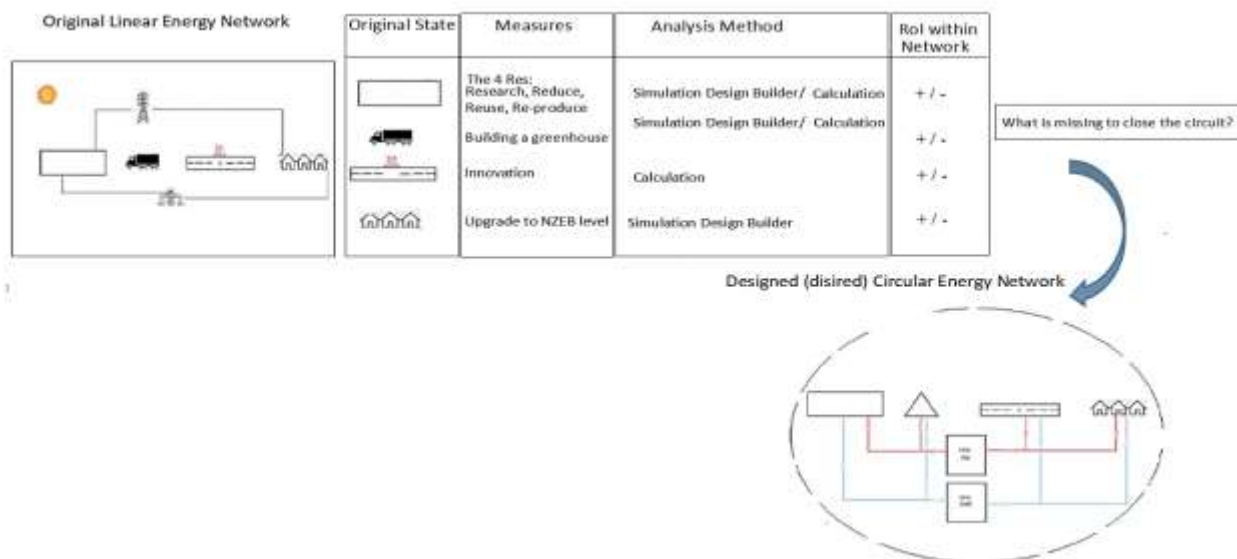 Original Linear Energy Network
Original State
Measures
Analysis Method
RoI within
Network
The 4 Res:
Research, Reduce,
Reuse, Re-produce
Simulation Design Builder/ Calculation
+ / -
Building a greenhouse
Simulation Design Builder/ Calculation
+ / -
Innovation
Calculation
+ / -
Upgrade to NZEB level
Simulation Design Builder
+ / -
What is missing to close the circuit?
Designed (disired) Circular Energy Network